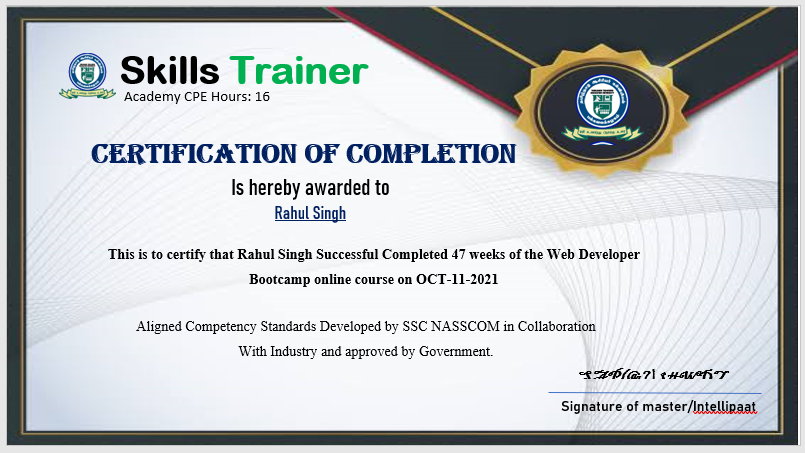 Skills Trainer
Academy CPE Hours: 16
CERTIFICATION OF COMPLETION
Is hereby awarded to
Rahul Singh
This is to certify that Rahul Singh Successful Completed 47 weeks of the Web Developer
Bootcamp online course on OCT-11-2021
Aligned Competency Standards Developed by SSC NASSCOM in Collaboration
With Industry and approved by Government.
Signature of master/Intellipaat